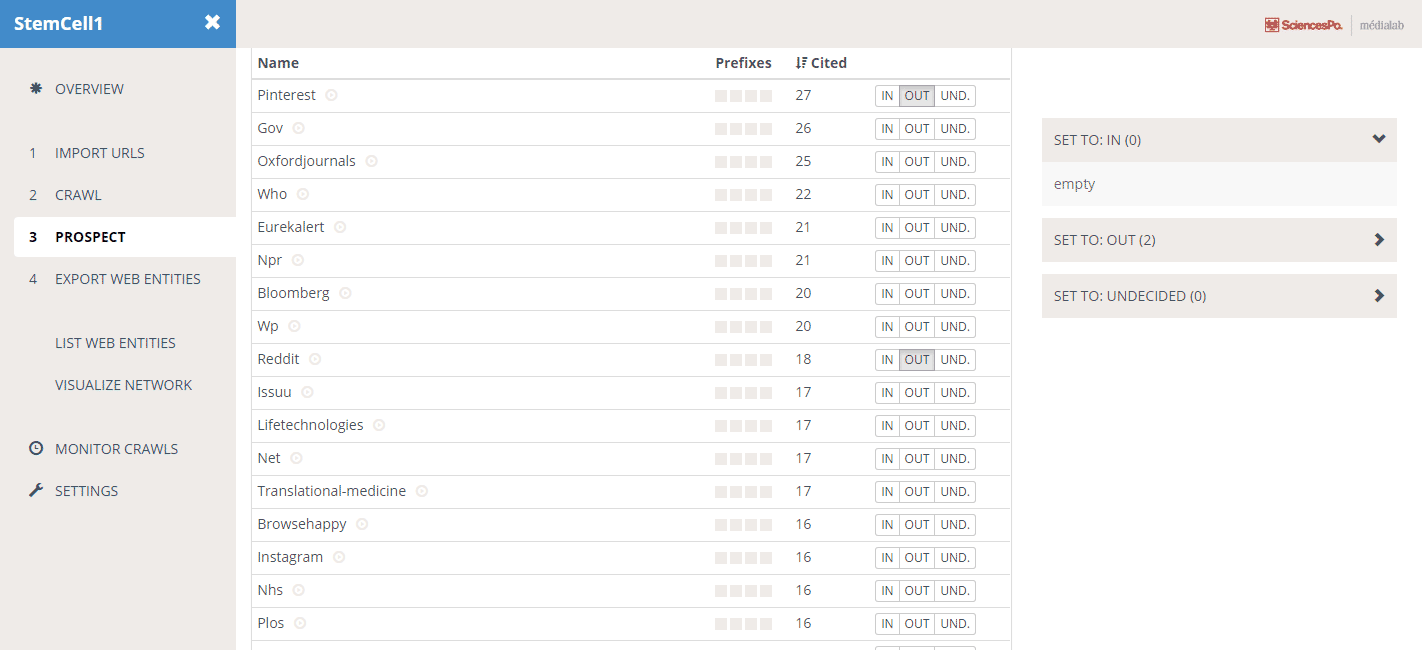 StemCell1 ✖
SciencesPo. médialab
OVERVIEW
1 IMPORT URLS
2 CRAWL
3 PROSPECT
4 EXPORT WEB ENTITIES
LIST WEB ENTITIES
VISUALIZE NETWORK
MONITOR CRAWLS
SETTINGS
Name Prefixes Cited
Pinterest 27 IN OUT UND.
Gov 26 IN OUT UND.
Oxfordjournals 25 IN OUT UND.
Who 22 IN OUT UND.
Eurekalert 21 IN OUT UND.
Npr 21 IN OUT UND.
Bloomberg 20 IN OUT UND.
Wp 20 IN OUT UND.
Reddit 18 IN OUT UND.
Issuu 17 IN OUT UND.
Lifetechnologies 17 IN OUT UND.
Net 17 IN OUT UND.
Translational-medicine 17 IN OUT UND.
Browsehappy 16 IN OUT UND.
Instagram 16 IN OUT UND.
Nhs 16 IN OUT UND.
Plos 16 IN OUT UND.
SET TO: IN (0)
empty
SET TO: OUT (2)
SET TO: UNDECIDED (0)